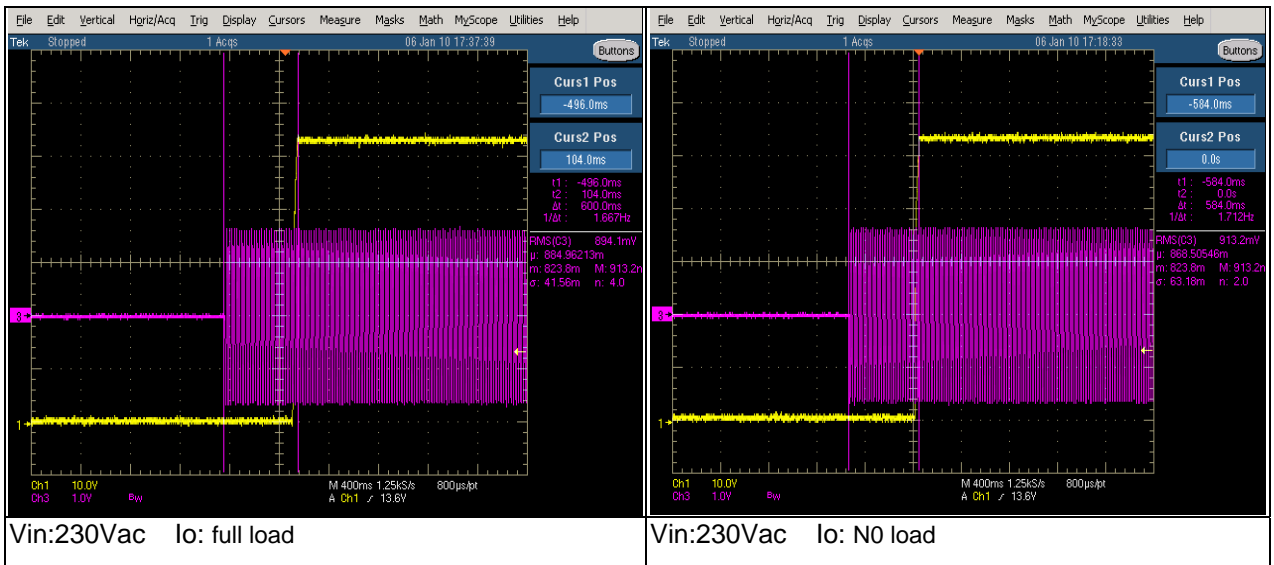 File Edit Vertical Horiz/Acq Trig Display Cursors Measure Masks Math MyScope Utilities Help
Tek Stopped 1 Acqs 06 Jan 10 17:37:39 Buttons
Curs1 Pos
-496.0ms
Curs2 Pos
104.0ms
t1 : -496.0ms
t2 : 104.0ms
Δt : 600.0ms
1/Δt : 1.667Hz
RMS(C3) 894.1mV
µ: 884.96213m
m: 823.8m M: 913.2m
σ: 41.56m n: 4.0
3
1
Ch1 10.0V
Ch3 1.0V Bw
M 400ms 1.25kS/s 800µs/pt
A Ch1 ∕ 13.6V
Vin:230Vac Io: full load
File Edit Vertical Horiz/Acq Trig Display Cursors Measure Masks Math MyScope Utilities Help
Tek Stopped 1 Acqs 06 Jan 10 17:18:33 Buttons
Curs1 Pos
-584.0ms
Curs2 Pos
0.0s
t1 : -584.0ms
t2 : 0.0s
Δt : 584.0ms
1/Δt : 1.712Hz
RMS(C3) 913.2mV
µ: 868.50546m
m: 823.8m M: 913.2m
σ: 63.18m n: 2.0
3
1
Ch1 10.0V
Ch3 1.0V Bw
M 400ms 1.25kS/s 800µs/pt
A Ch1 ∕ 13.6V
Vin:230Vac Io: N0 load